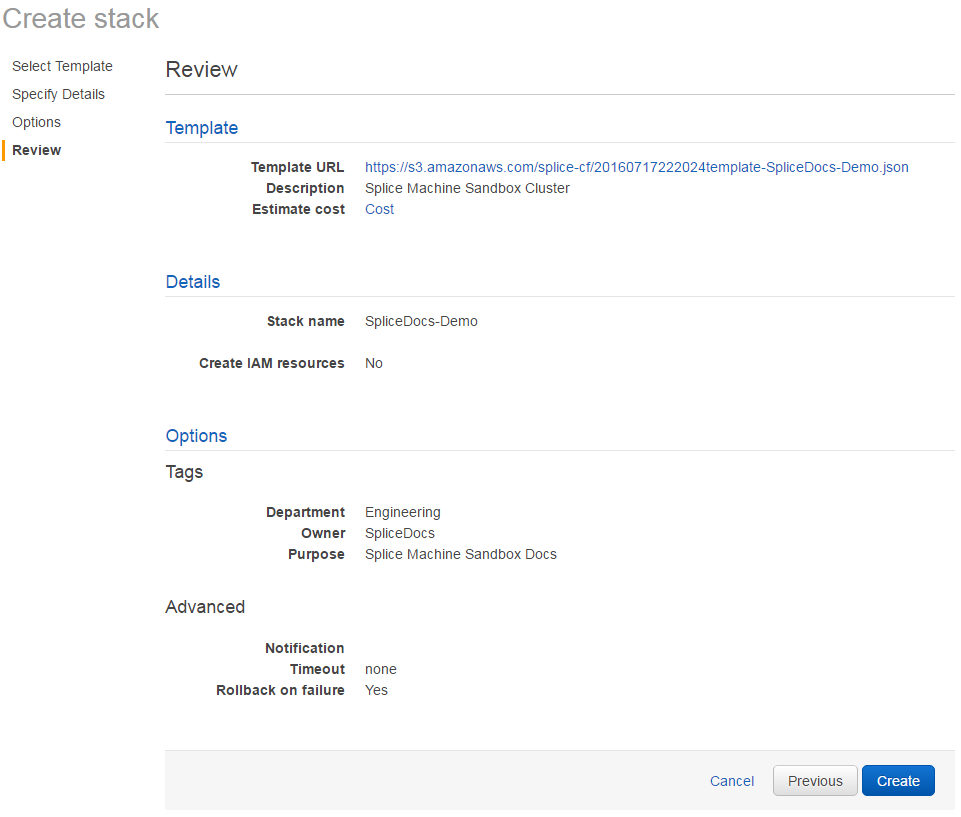 Create stack
Select Template
Specify Details
Options
Review
Review
Template
Template URL https://s3.amazonaws.com/splice-cf/20160717222024template-SpliceDocs-Demo.json
Description Splice Machine Sandbox Cluster
Estimate cost Cost
Details
Stack name SpliceDocs-Demo
Create IAM resources No
Options
Tags
Department Engineering
Owner SpliceDocs
Purpose Splice Machine Sandbox Docs
Advanced
Notification
Timeout none
Rollback on failure Yes
Cancel Previous Create